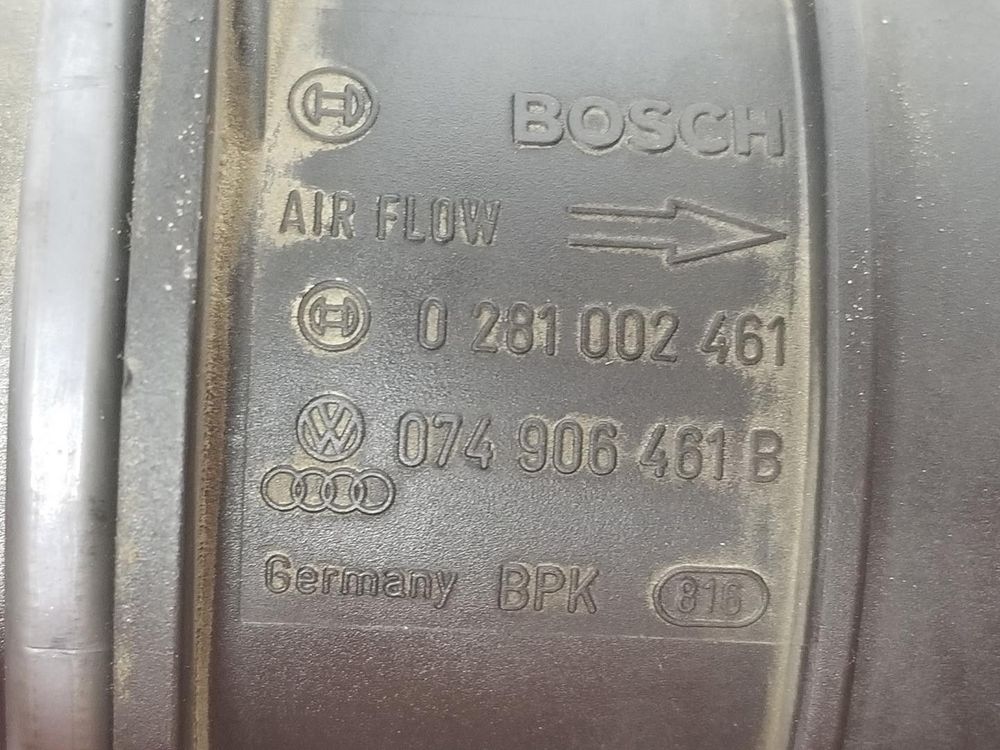 BOSCH
AIR FLOW
0 281 002 461
074 906 461 B
Germany BPK 816